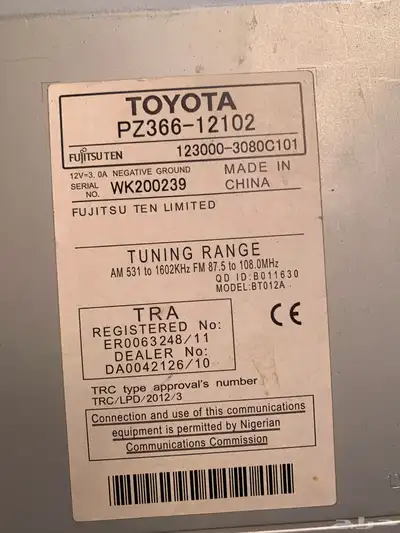 TOYOTA
PZ366-12102
FUJITSU TEN 123000-3080C101
12V=3.0A NEGATIVE GROUND
SERIAL NO. WK200239
MADE IN CHINA
FUJITSU TEN LIMITED
TUNING RANGE
AM 531 to 1602KHz FM 87.5 to 108.0MHz
QD ID:B011630
MODEL:BT012A
TRA
REGISTERED No:
ER0063248/11
DEALER No:
DA0042126/10
CE
TRC type approval's number
TRC/LPD/2012/3
Connection and use of this communications
equipment is permitted by Nigerian
Communications Commission